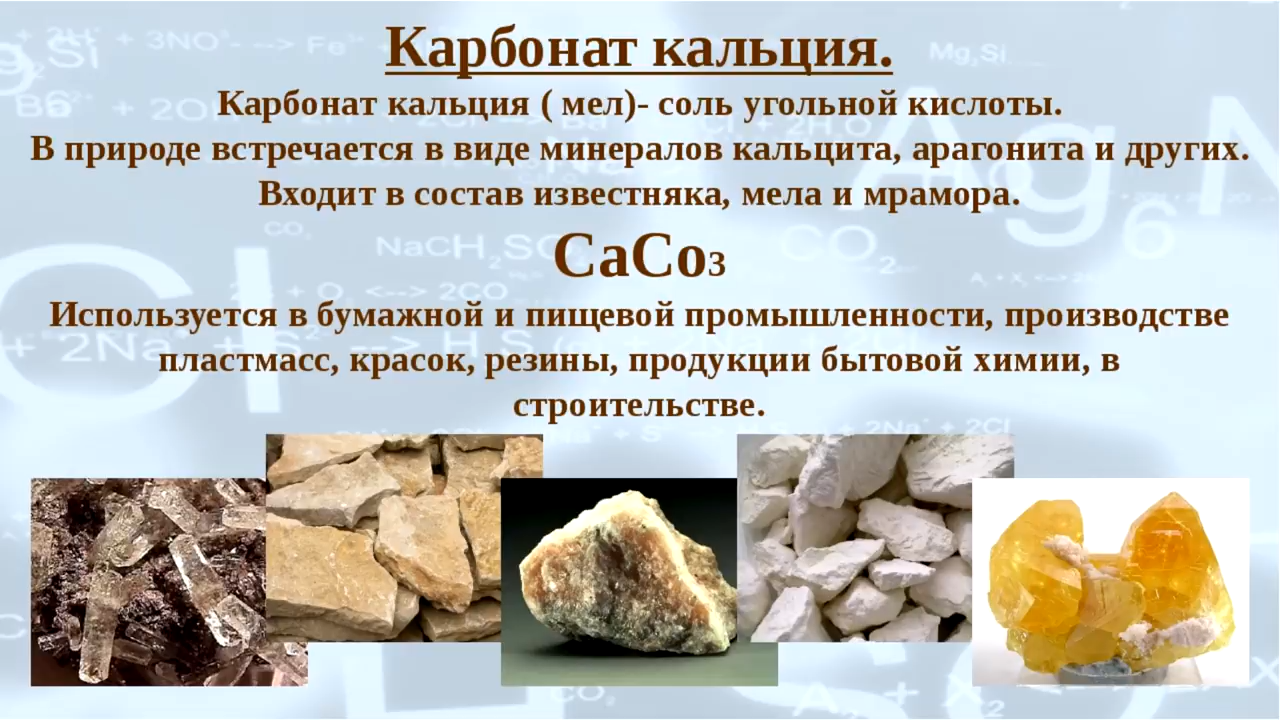 Карбонат кальция.
Карбонат кальция ( мел)- соль угольной кислоты.
В природе встречается в виде минералов кальцита, арагонита и других.
Входит в состав известняка, мела и мрамора.
CaCo₃
Используется в бумажной и пищевой промышленности, производстве
пластмасс, красок, резины, продукции бытовой химии, в
строительстве.